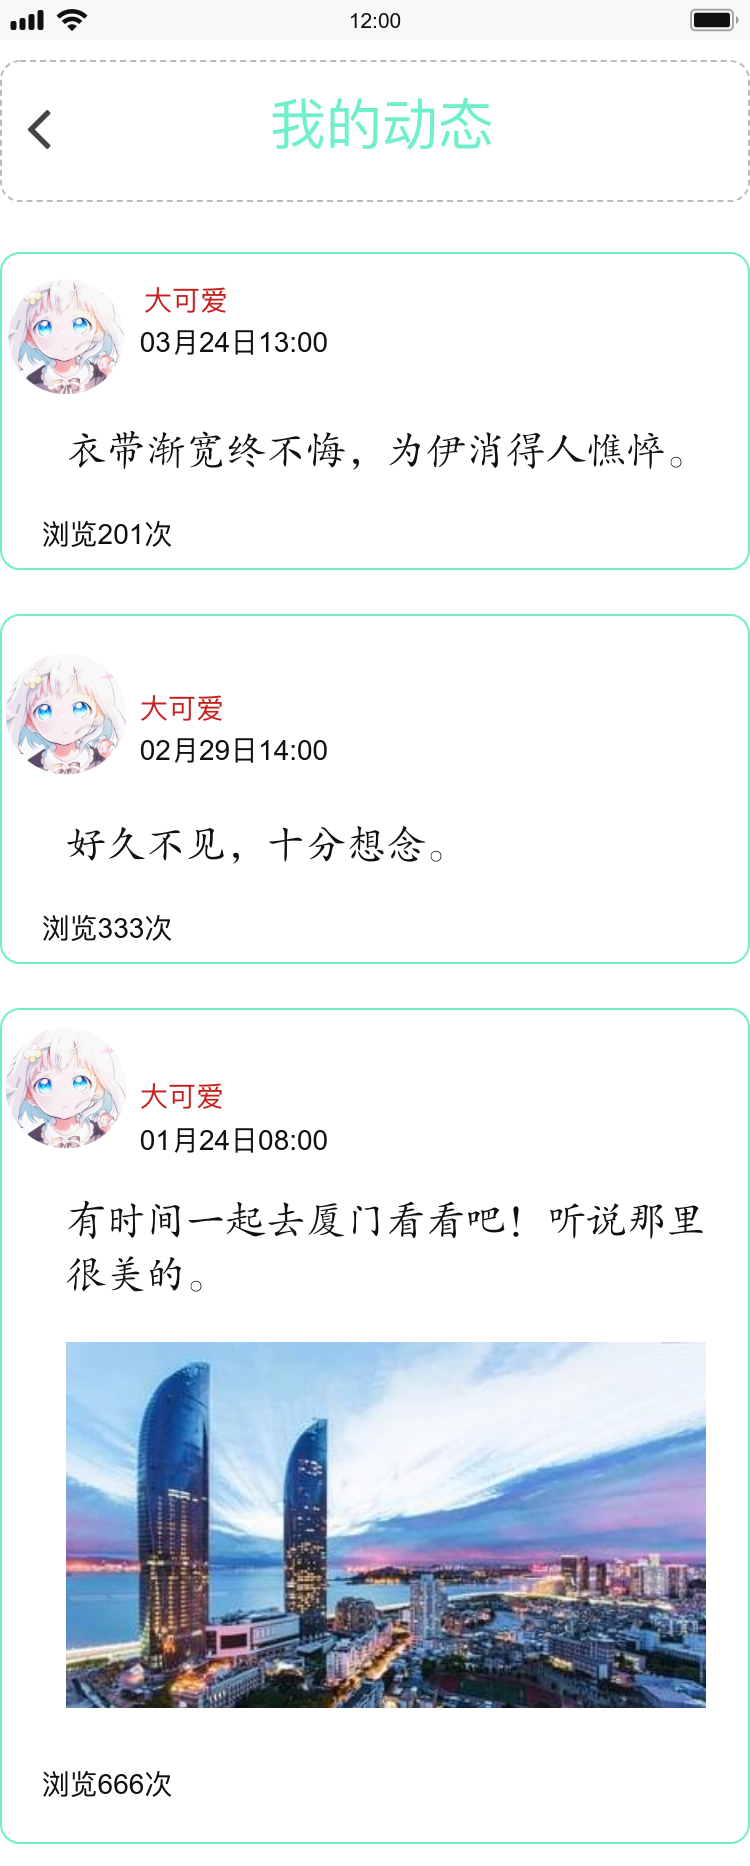 12:00
我的动态
大可爱
03月24日13:00
衣带渐宽终不悔，为伊消得人憔悴。
浏览201次
大可爱
02月29日14:00
好久不见，十分想念。
浏览333次
大可爱
01月24日08:00
有时间一起去厦门看看吧！听说那里
很美的。
浏览666次